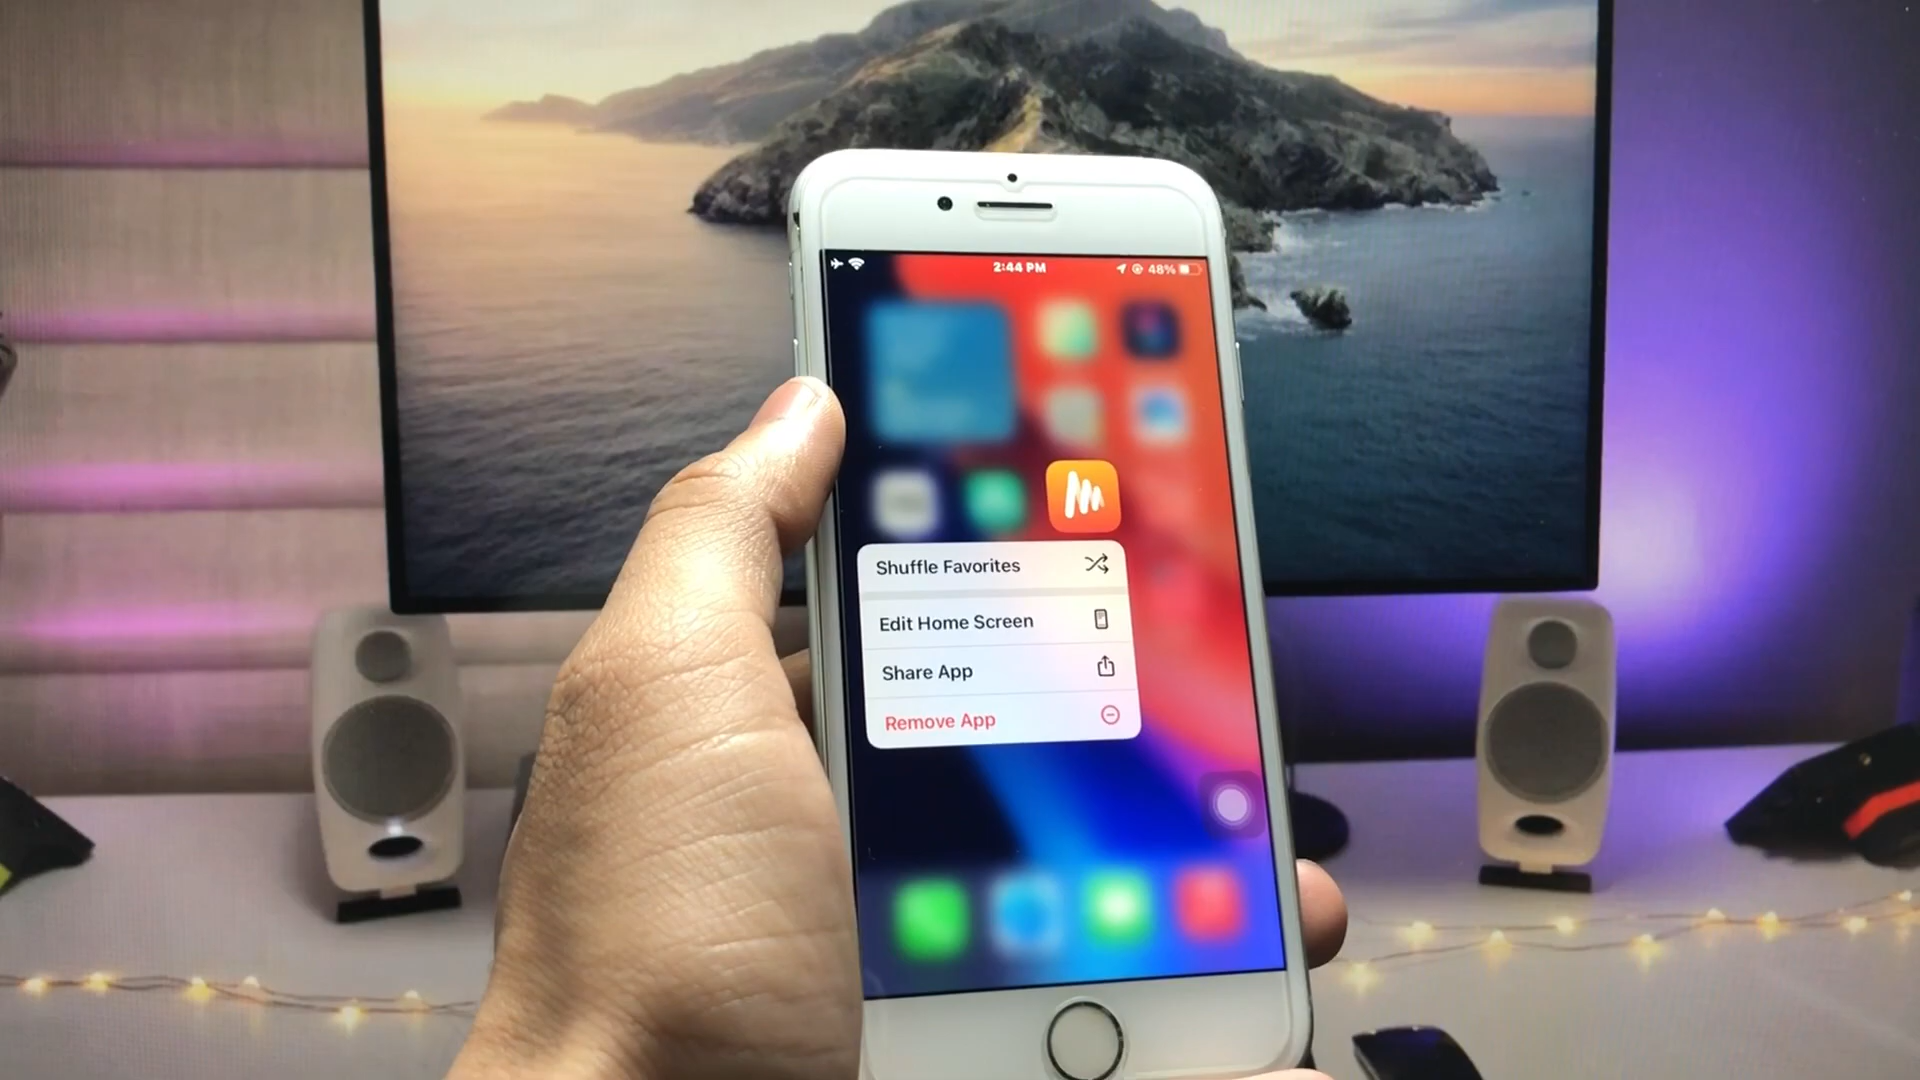 2:44 PM
48%
Shuffle Favorites
Edit Home Screen
Share App
Remove App